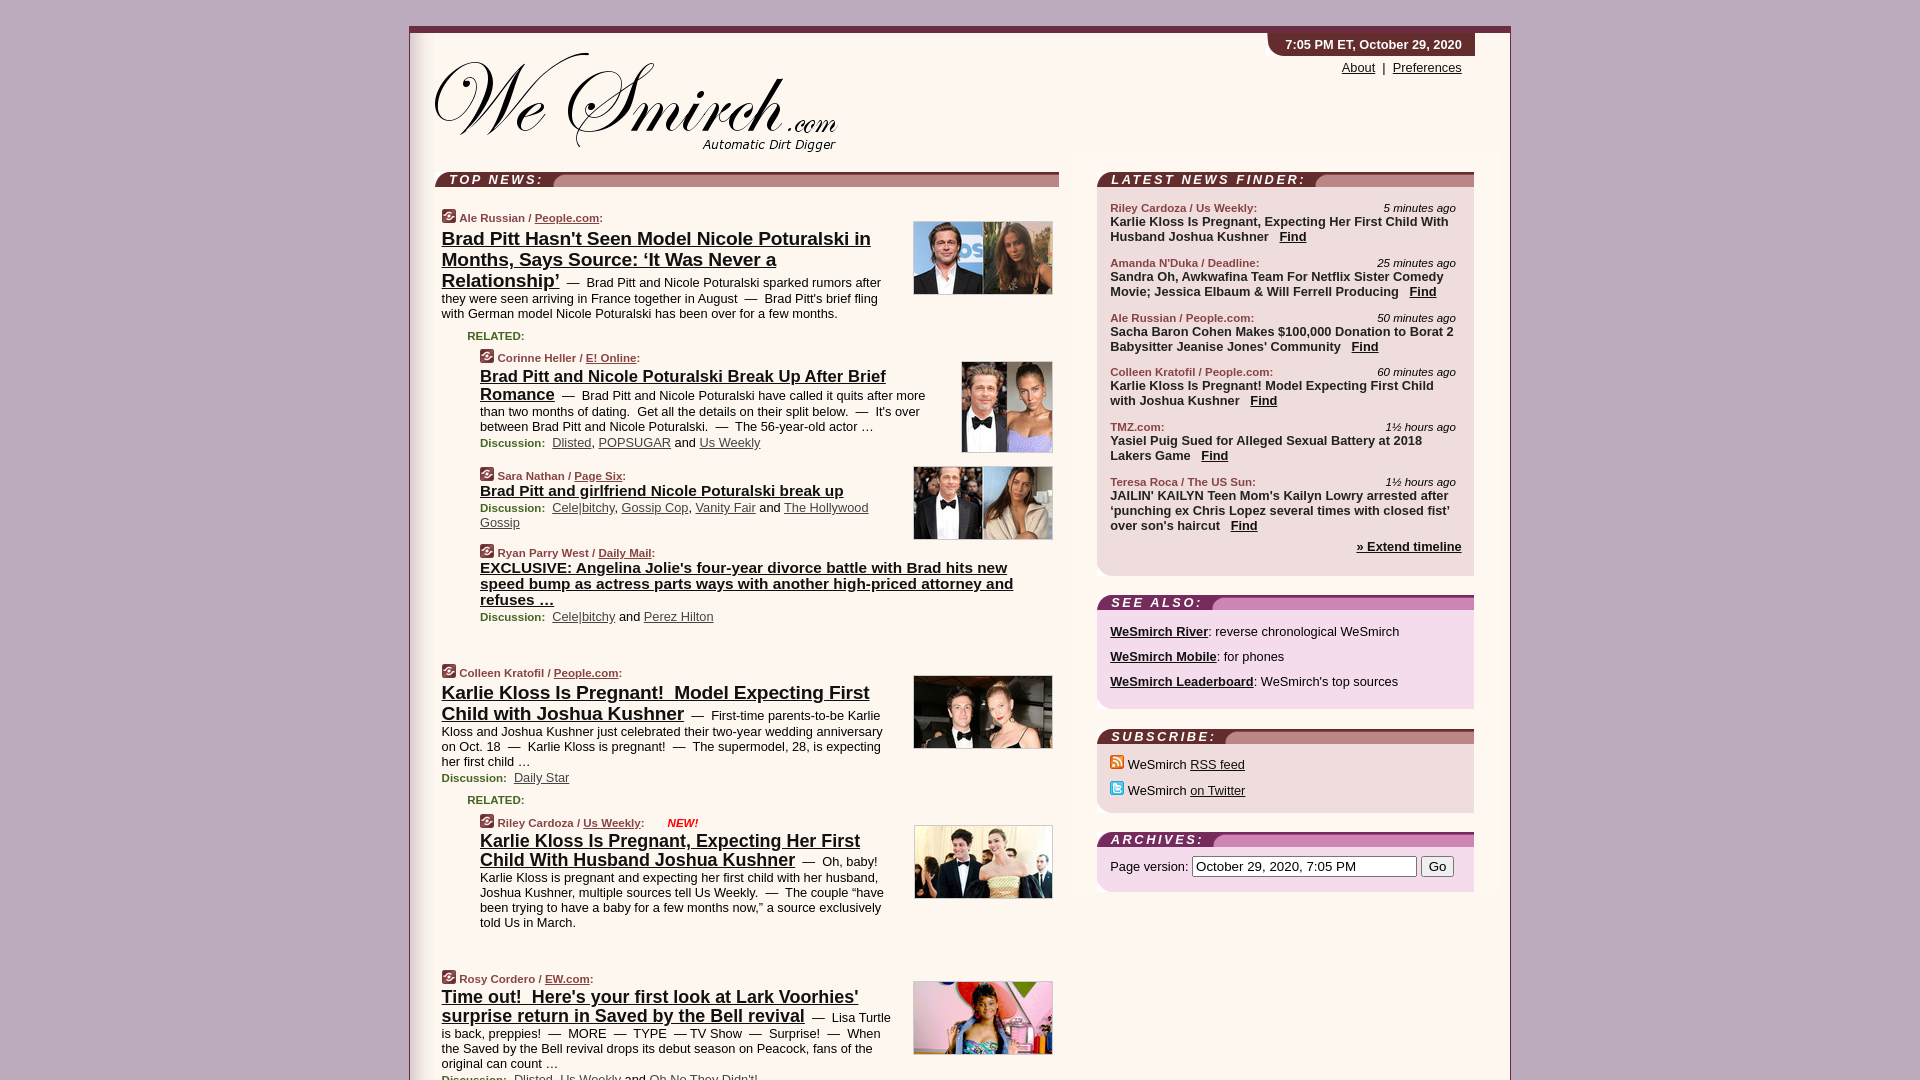 7:05 PM ET, October 29, 2020
About | Preferences
We Smirch.com
Automatic Dirt Digger
TOP NEWS:
Ale Russian / People.com:
Brad Pitt Hasn't Seen Model Nicole Poturalski in
Months, Says Source: ‘It Was Never a
Relationship’ — Brad Pitt and Nicole Poturalski sparked rumors after
they were seen arriving in France together in August — Brad Pitt's brief fling
with German model Nicole Poturalski has been over for a few months.
RELATED:
Corinne Heller / E! Online:
Brad Pitt and Nicole Poturalski Break Up After Brief
Romance — Brad Pitt and Nicole Poturalski have called it quits after more
than two months of dating. Get all the details on their split below. — It's over
between Brad Pitt and Nicole Poturalski. — The 56-year-old actor …
Discussion: Dlisted, POPSUGAR and Us Weekly
Sara Nathan / Page Six:
Brad Pitt and girlfriend Nicole Poturalski break up
Discussion: Cele|bitchy, Gossip Cop, Vanity Fair and The Hollywood
Gossip
Ryan Parry West / Daily Mail:
EXCLUSIVE: Angelina Jolie's four-year divorce battle with Brad hits new
speed bump as actress parts ways with another high-priced attorney and
refuses …
Discussion: Cele|bitchy and Perez Hilton
Colleen Kratofil / People.com:
Karlie Kloss Is Pregnant! Model Expecting First
Child with Joshua Kushner — First-time parents-to-be Karlie
Kloss and Joshua Kushner just celebrated their two-year wedding anniversary
on Oct. 18 — Karlie Kloss is pregnant! — The supermodel, 28, is expecting
her first child …
Discussion: Daily Star
RELATED:
Riley Cardoza / Us Weekly: NEW!
Karlie Kloss Is Pregnant, Expecting Her First
Child With Husband Joshua Kushner — Oh, baby!
Karlie Kloss is pregnant and expecting her first child with her husband,
Joshua Kushner, multiple sources tell Us Weekly. — The couple “have
been trying to have a baby for a few months now,” a source exclusively
told Us in March.
Rosy Cordero / EW.com:
Time out! Here's your first look at Lark Voorhies'
surprise return in Saved by the Bell revival — Lisa Turtle
is back, preppies! — MORE — TYPE — TV Show — Surprise! — When
the Saved by the Bell revival drops its debut season on Peacock, fans of the
original can count …
Discussion: Dlisted, Us Weekly and Oh No They Didn't!
LATEST NEWS FINDER:
Riley Cardoza / Us Weekly: 5 minutes ago
Karlie Kloss Is Pregnant, Expecting Her First Child With
Husband Joshua Kushner Find
Amanda N'Duka / Deadline: 25 minutes ago
Sandra Oh, Awkwafina Team For Netflix Sister Comedy
Movie; Jessica Elbaum & Will Ferrell Producing Find
Ale Russian / People.com: 50 minutes ago
Sacha Baron Cohen Makes $100,000 Donation to Borat 2
Babysitter Jeanise Jones' Community Find
Colleen Kratofil / People.com: 60 minutes ago
Karlie Kloss Is Pregnant! Model Expecting First Child
with Joshua Kushner Find
TMZ.com: 1½ hours ago
Yasiel Puig Sued for Alleged Sexual Battery at 2018
Lakers Game Find
Teresa Roca / The US Sun: 1½ hours ago
JAILIN' KAILYN Teen Mom's Kailyn Lowry arrested after
‘punching ex Chris Lopez several times with closed fist’
over son's haircut Find
» Extend timeline
SEE ALSO:
WeSmirch River: reverse chronological WeSmirch
WeSmirch Mobile: for phones
WeSmirch Leaderboard: WeSmirch's top sources
SUBSCRIBE:
WeSmirch RSS feed
WeSmirch on Twitter
ARCHIVES:
Page version: October 29, 2020, 7:05 PM Go